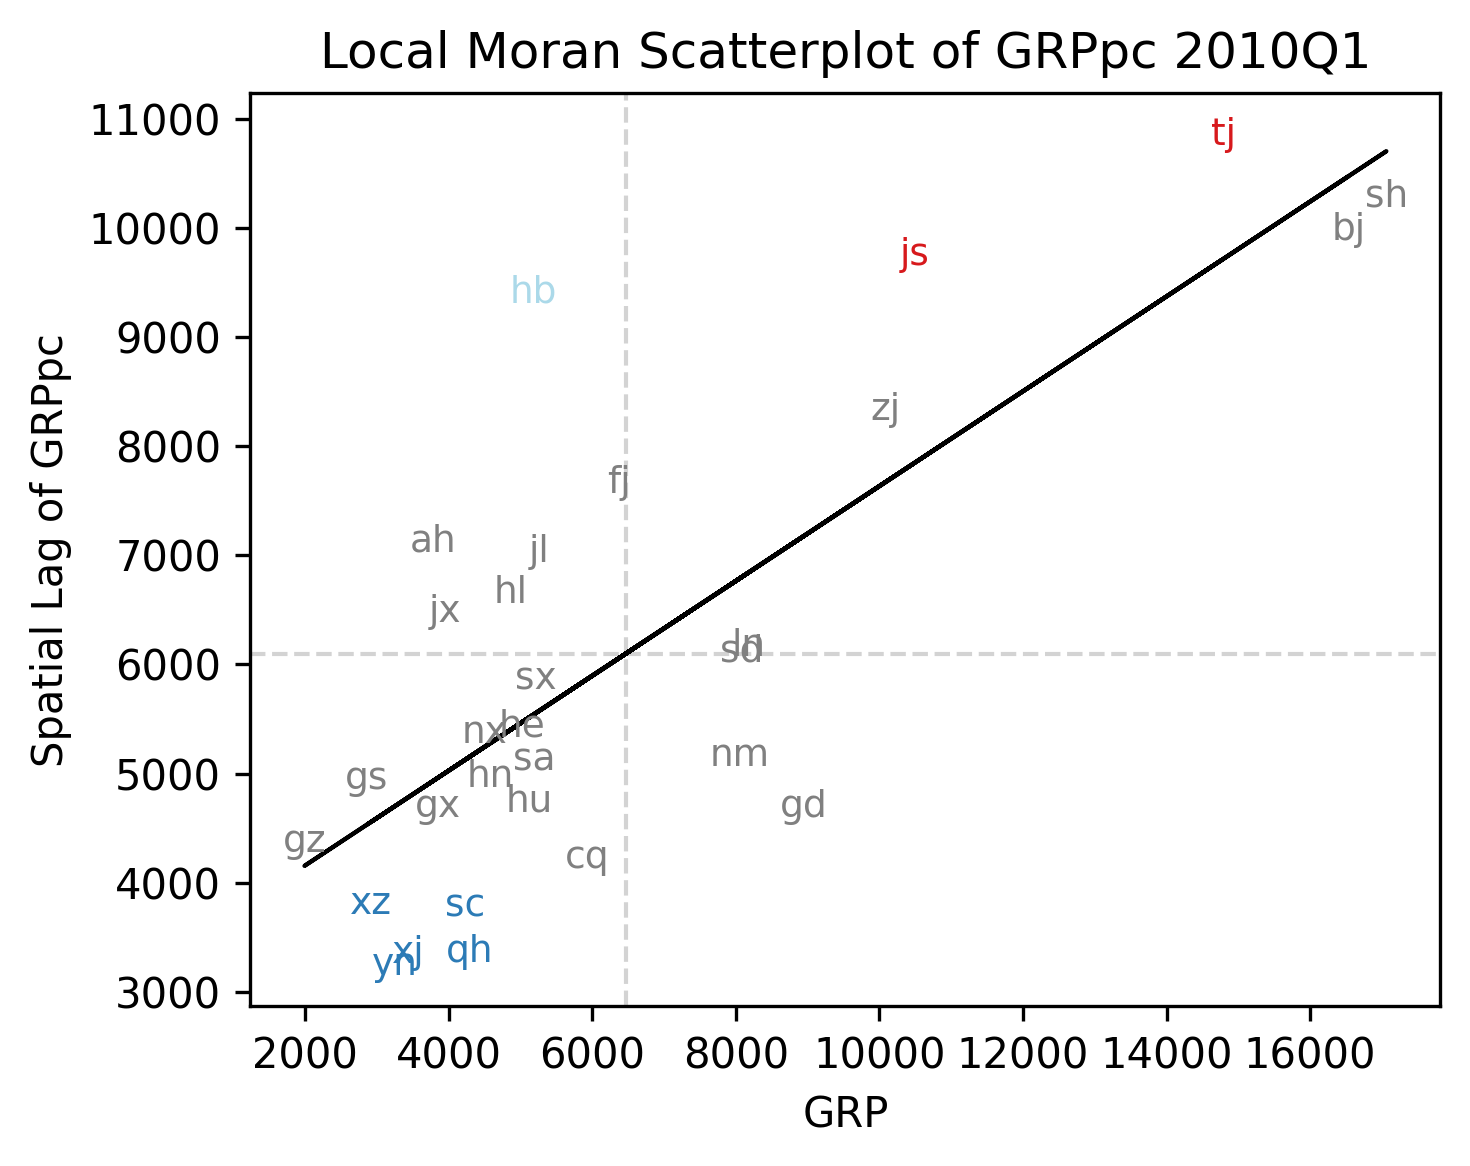 Local Moran Scatterplot of GRPpc 2010Q1
11000
10000
9000
8000
7000
6000
5000
4000
3000
Spatial Lag of GRPpc
tj
sh
bj
js
hb
zj
fj
ah
jl
hl
jx
ln
sd
sx
he
nx
sa
nm
hn
gs
hu
gx
gd
gz
cq
xz
sc
xj
qh
yn
2000 4000 6000 8000 10000 12000 14000 16000
GRP